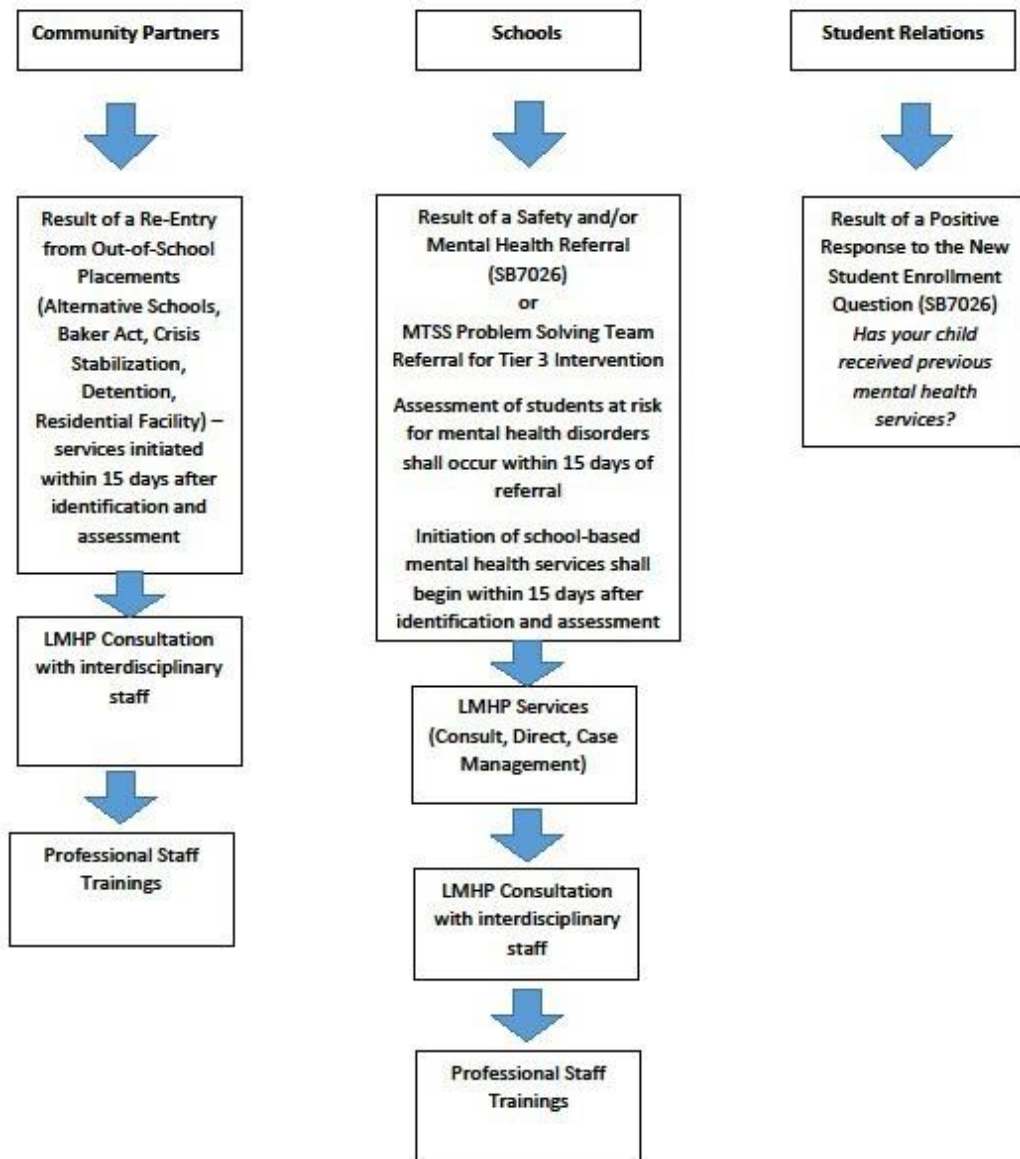 Community Partners
Result of a Re-Entry
from Out-of-School
Placements
(Alternative Schools,
Baker Act, Crisis
Stabilization,
Detention,
Residential Facility) –
services initiated
within 15 days after
identification and
assessment
LMHP Consultation
with interdisciplinary
staff
Professional Staff
Trainings
Schools
Result of a Safety and/or
Mental Health Referral
(SB7026)
or
MTSS Problem Solving Team
Referral for Tier 3 Intervention
Assessment of students at risk
for mental health disorders
shall occur within 15 days of
referral
Initiation of school-based
mental health services shall
begin within 15 days after
identification and assessment
LMHP Services
(Consult, Direct, Case
Management)
LMHP Consultation
with interdisciplinary
staff
Professional Staff
Trainings
Student Relations
Result of a Positive
Response to the New
Student Enrollment
Question (SB7026)
Has your child
received previous
mental health
services?